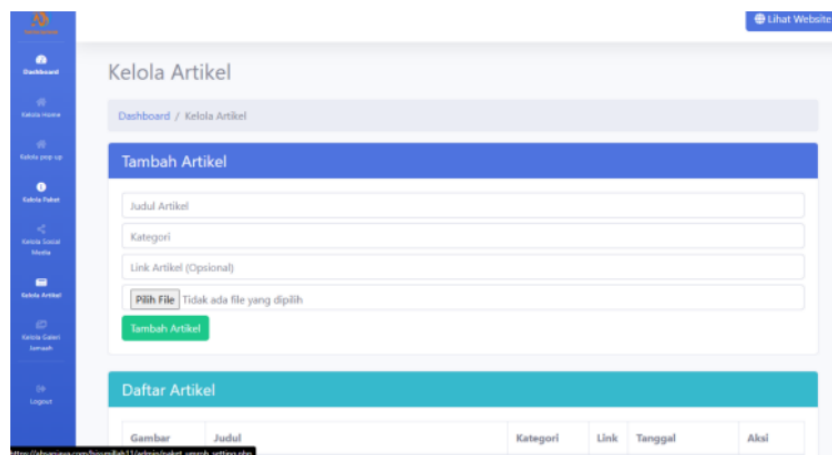 Lihat Website
Dashboard
Kelola Home
Kelola pop up
Kelola Paket
Kelola Sosial
Media
Kelola Artikel
Kelola Galeri
Jamaah
Logout
Kelola Artikel
Dashboard / Kelola Artikel
Tambah Artikel
Judul Artikel
Kategori
Link Artikel (Opsional)
Pilih File Tidak ada file yang dipilih
Tambah Artikel
Daftar Artikel
Gambar Judul Kategori Link Tanggal Aksi